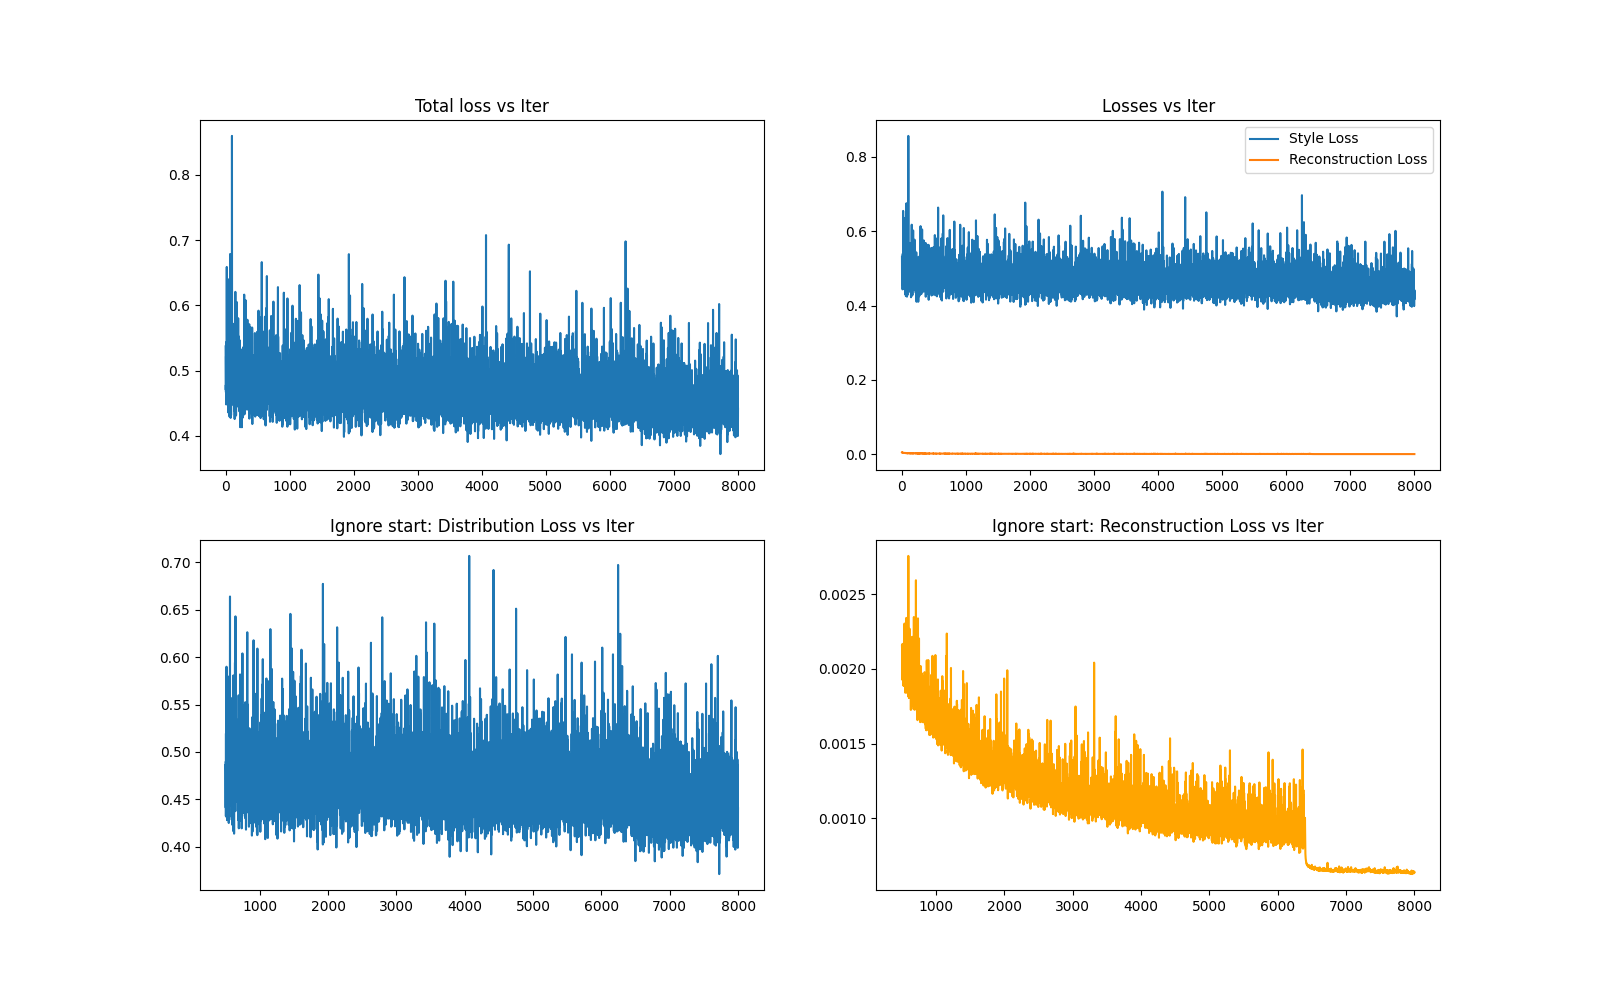 Total loss vs Iter
0.8
0.7
0.6
0.5
0.4
0 1000 2000 3000 4000 5000 6000 7000 8000
Losses vs Iter
Style Loss
Reconstruction Loss
0.8
0.6
0.4
0.2
0.0
0 1000 2000 3000 4000 5000 6000 7000 8000
Ignore start: Distribution Loss vs Iter
0.70
0.65
0.60
0.55
0.50
0.45
0.40
1000 2000 3000 4000 5000 6000 7000 8000
Ignore start: Reconstruction Loss vs Iter
0.0025
0.0020
0.0015
0.0010
1000 2000 3000 4000 5000 6000 7000 8000